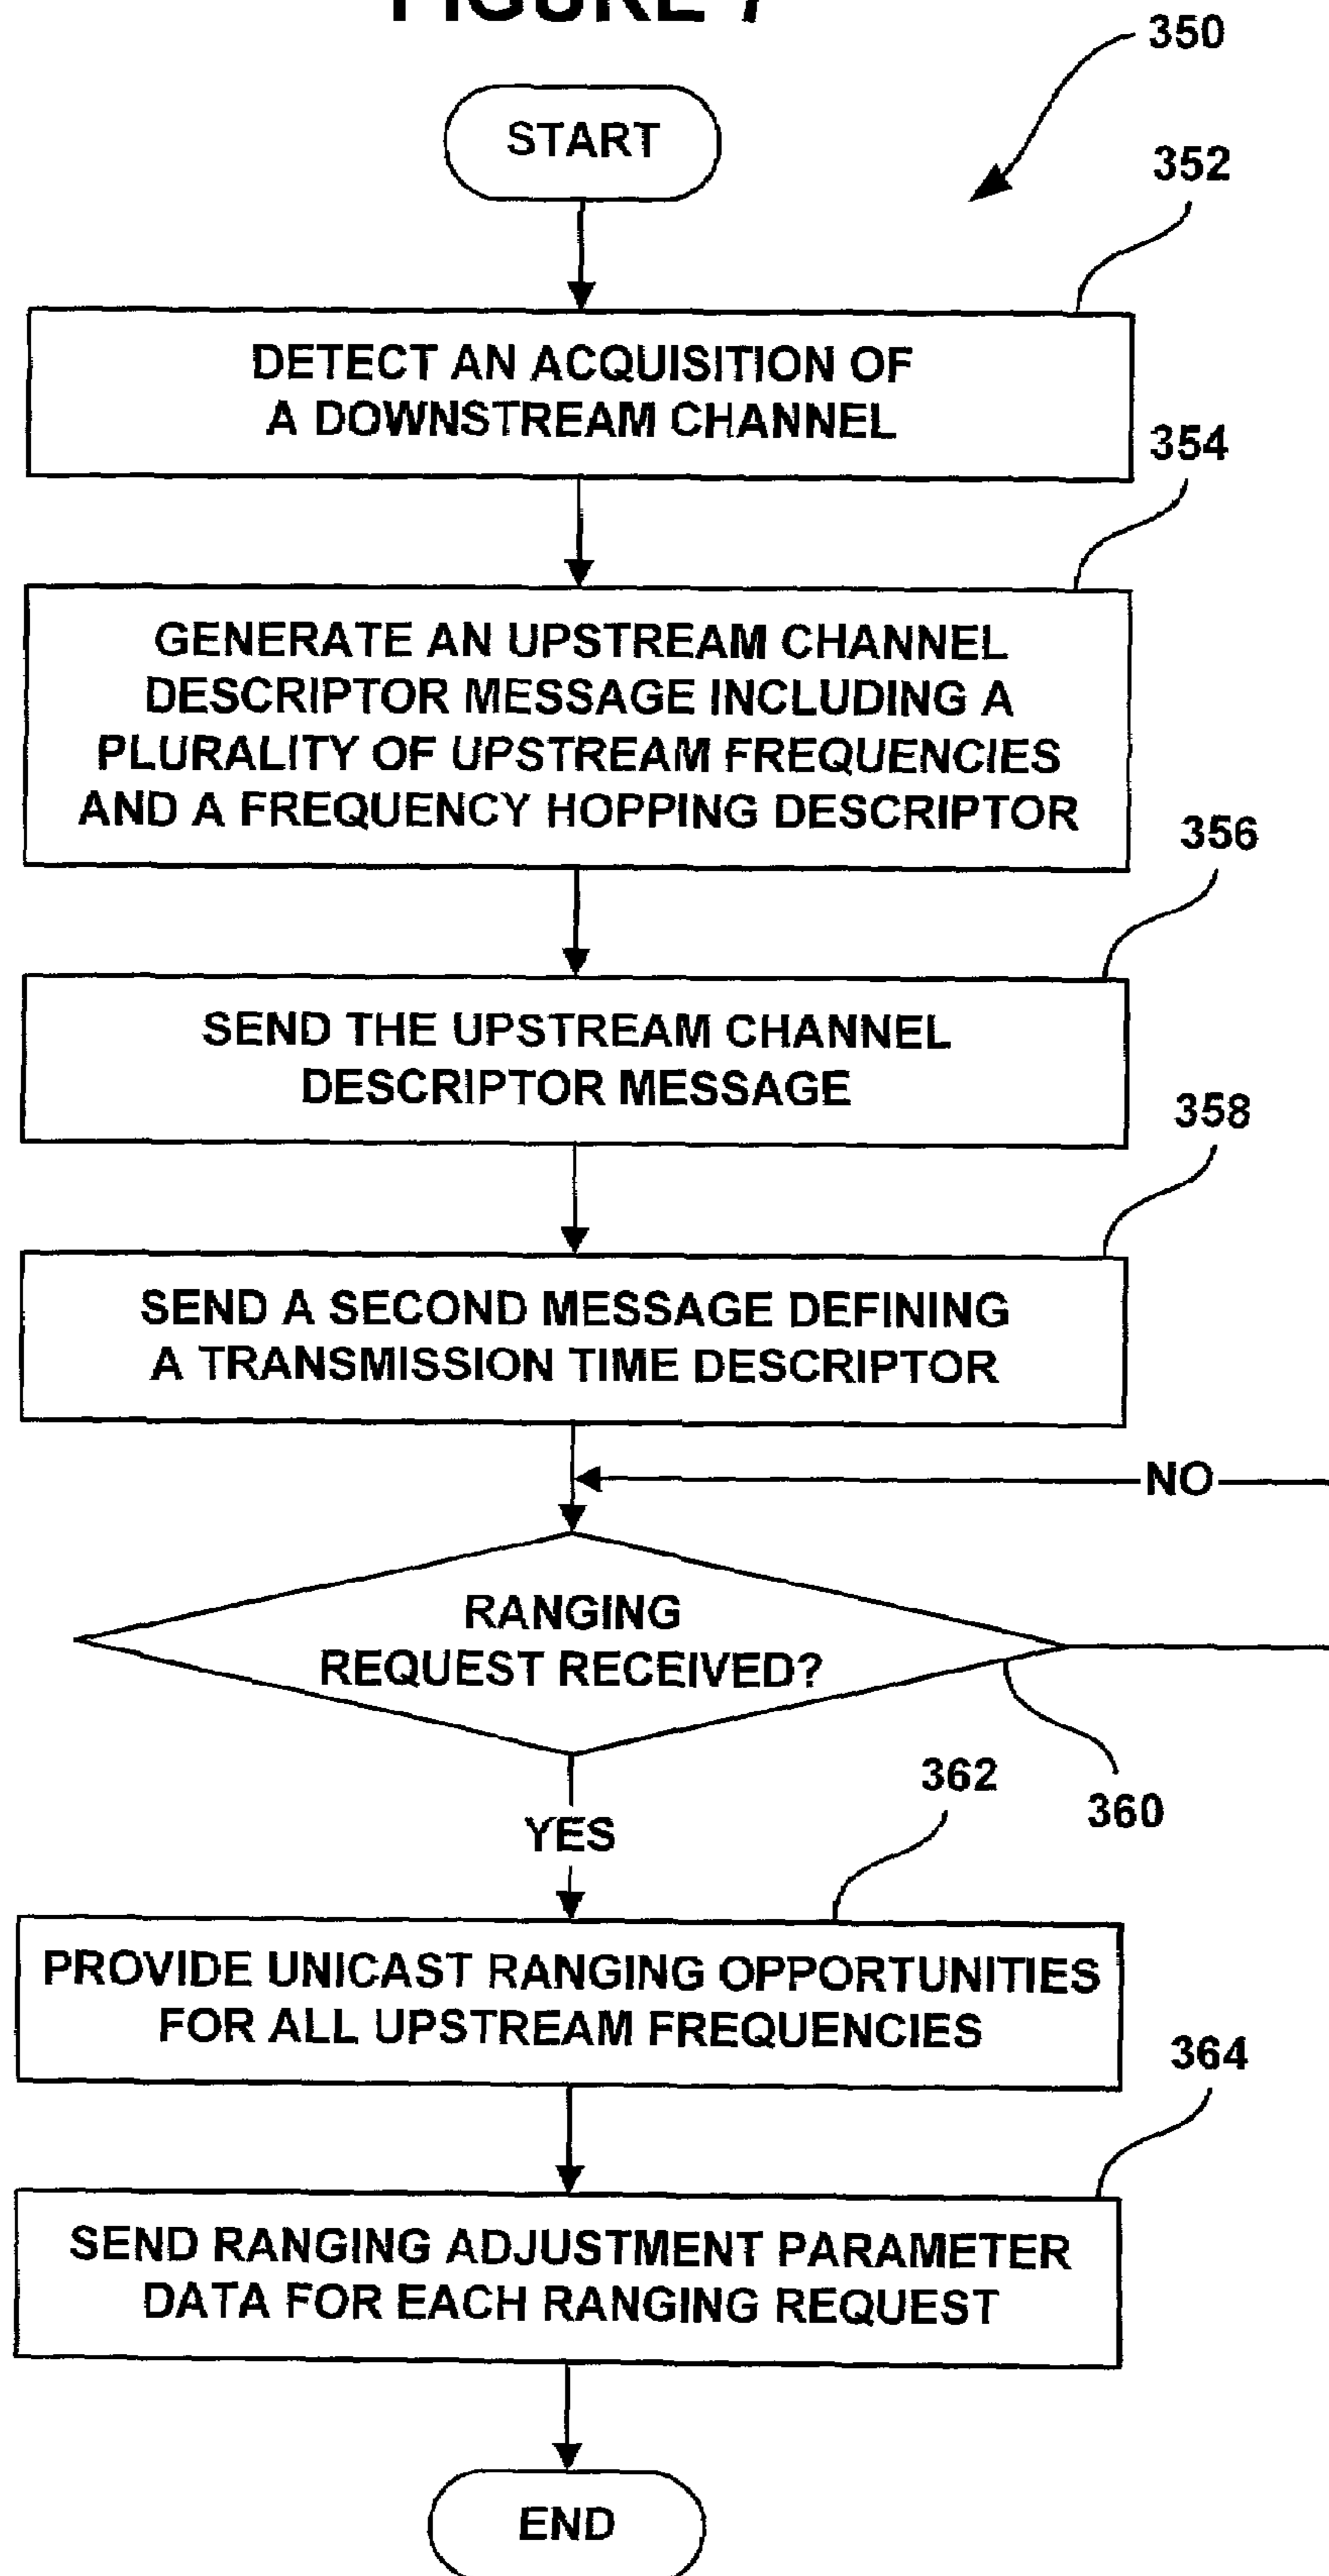 FIGURE 7
350
START
352
DETECT AN ACQUISITION OF
A DOWNSTREAM CHANNEL
354
GENERATE AN UPSTREAM CHANNEL
DESCRIPTOR MESSAGE INCLUDING A
PLURALITY OF UPSTREAM FREQUENCIES
AND A FREQUENCY HOPPING DESCRIPTOR
356
SEND THE UPSTREAM CHANNEL
DESCRIPTOR MESSAGE
358
SEND A SECOND MESSAGE DEFINING
A TRANSMISSION TIME DESCRIPTOR
NO
RANGING
REQUEST RECEIVED?
360
YES
362
PROVIDE UNICAST RANGING OPPORTUNITIES
FOR ALL UPSTREAM FREQUENCIES
364
SEND RANGING ADJUSTMENT PARAMETER
DATA FOR EACH RANGING REQUEST
END